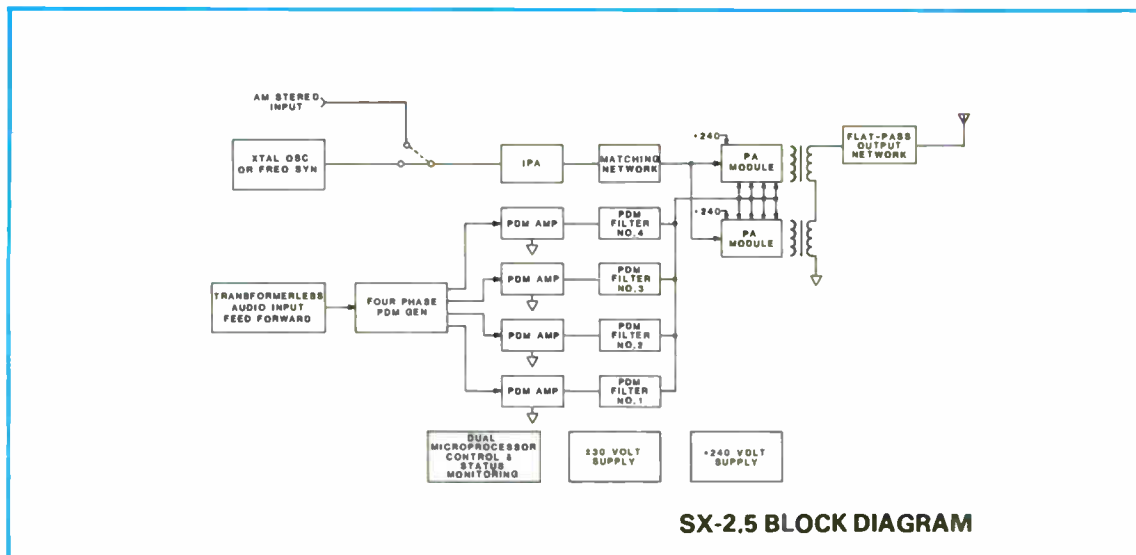 AM STEREO
INPUT
XTAL OSC
OR FREQ SYN
IPA
MATCHING
NETWORK
+240
PA
MODULE
FLAT-PASS
OUTPUT
NETWORK
+240
PA
MODULE
TRANSFORMERLESS
AUDIO INPUT
FEED FORWARD
FOUR PHASE
PDM GEN
PDM AMP
PDM
FILTER
NO.4
PDM AMP
PDM
FILTER
NO.3
PDM AMP
PDM
FILTER
NO.2
PDM AMP
PDM
FILTER
NO.1
DUAL
MICROPROCESSOR
CONTROL &
STATUS
MONITORING
±30 VOLT
SUPPLY
+240 VOLT
SUPPLY
SX-2.5 BLOCK DIAGRAM